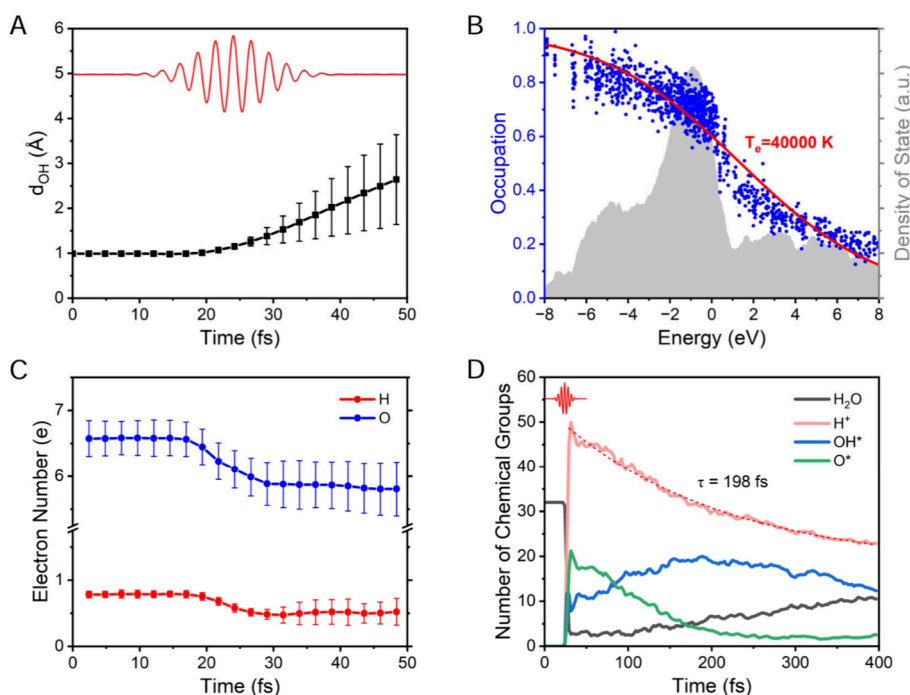 A
6
5
4
3
2
1
0
d_OH (Å)
0 10 20 30 40 50
Time (fs)
B
1.0
0.8
0.6
0.4
0.2
0.0
Occupation
T_e=40000 K
Density of State (a.u.)
−8 −6 −4 −2 0 2 4 6 8
Energy (eV)
C
7
6
1
0
Electron Number (e)
H
O
0 10 20 30 40 50
Time (fs)
D
60
50
40
30
20
10
0
Number of Chemical Groups
H₂O
H⁺
OH*
O*
τ = 198 fs
0 100 200 300 400
Time (fs)